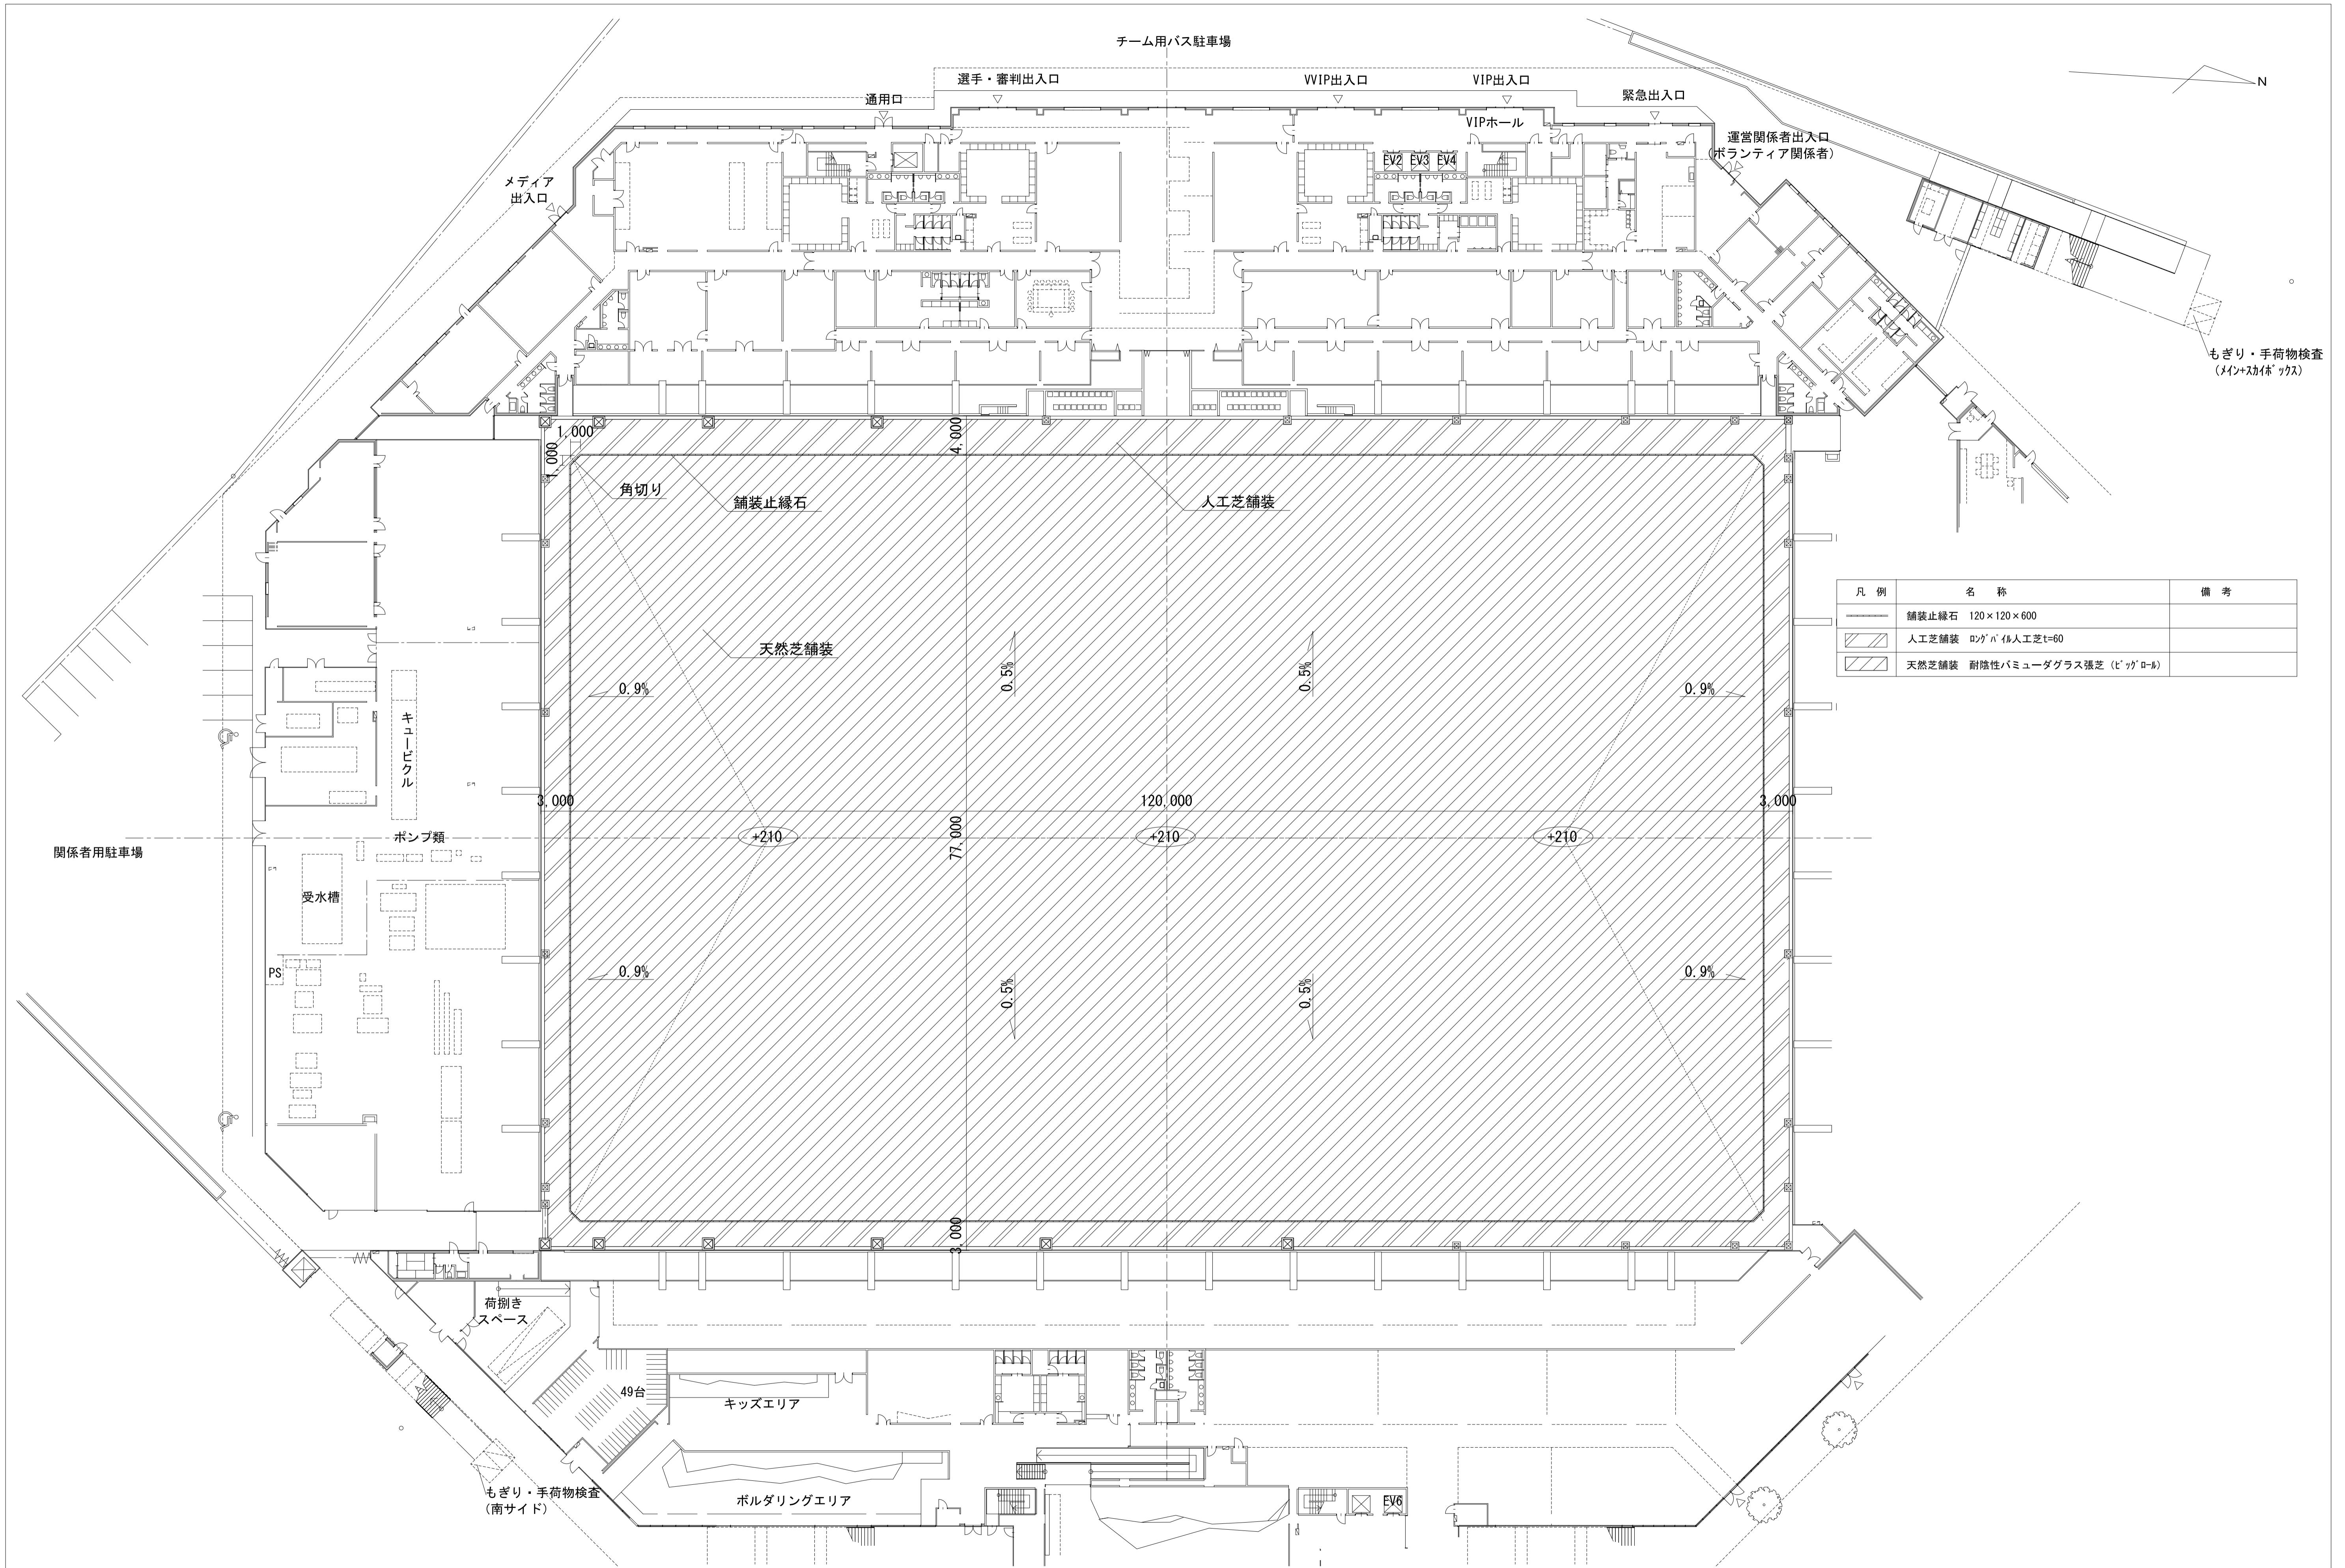 チーム用バス駐車場
選手・審判出入口
VVIP出入口
VIP出入口
通用口
緊急出入口
N
VIPホール
運営関係者出入口
(ボランティア関係者)
EV2
EV3
EV4
メディア
出入口
もぎり・手荷物検査
(メイン+スカイボックス)
1,000
1,000
4,000
角切り
舗装止縁石
人工芝舗装
凡 例
名 称
備 考
舗装止縁石 120×120×600
人工芝舗装 ロングパイル人工芝t=60
天然芝舗装 耐陰性バミューダグラス張芝(ビッグロール)
天然芝舗装
0.9%
0.5%
0.5%
0.9%
キュービクル
3,000
120,000
3,000
ポンプ類
+210
77,000
+210
+210
関係者用駐車場
受水槽
PS
0.9%
0.5%
0.5%
0.9%
3,000
荷捌き
スペース
49台
キッズエリア
もぎり・手荷物検査
(南サイド)
ボルダリングエリア
EV6